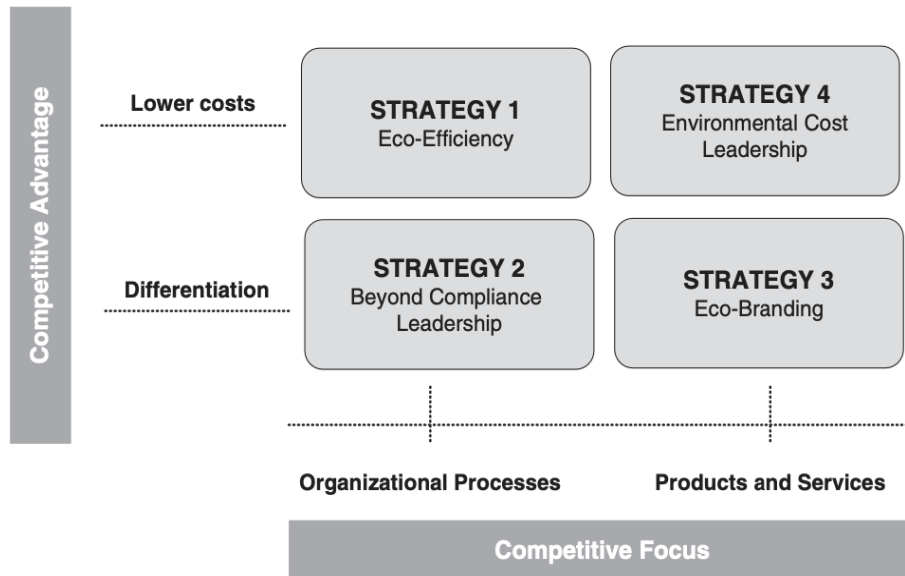 Competitive Advantage
Lower costs
STRATEGY 1
Eco-Efficiency
STRATEGY 4
Environmental Cost
Leadership
Differentiation
STRATEGY 2
Beyond Compliance
Leadership
STRATEGY 3
Eco-Branding
Organizational Processes
Products and Services
Competitive Focus